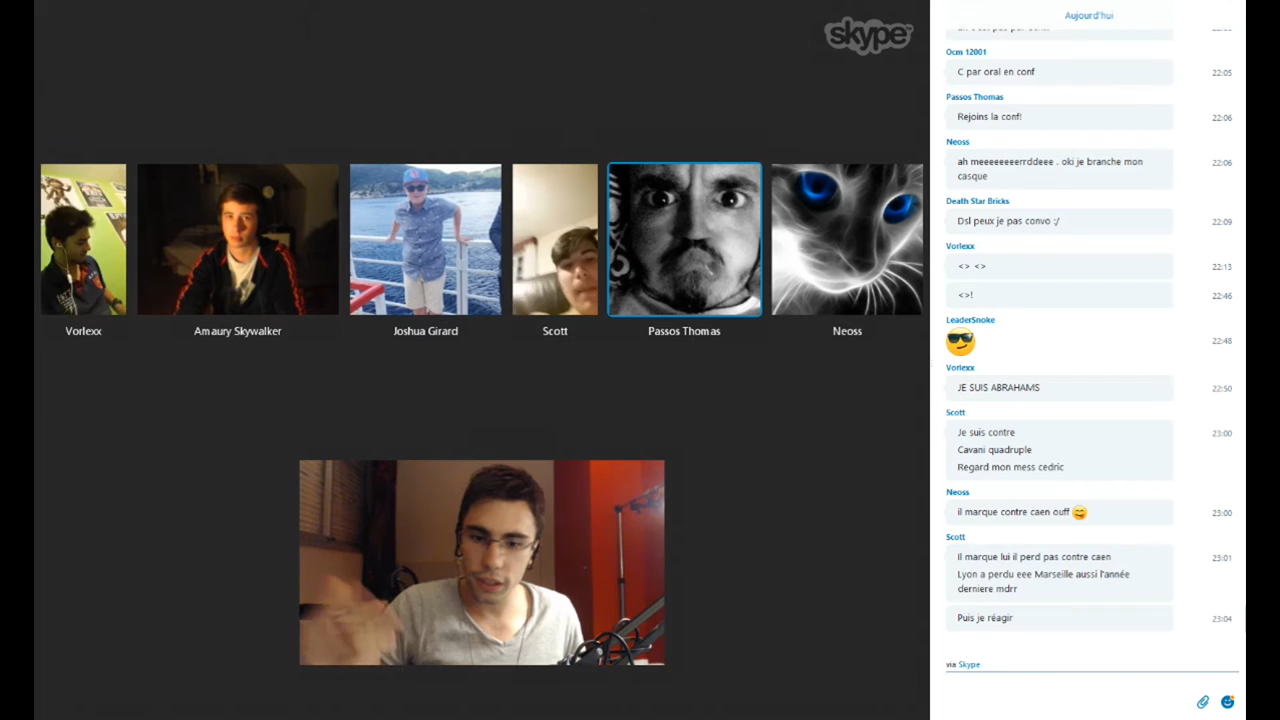 skype
Vorlexx
Amaury Skywalker
Joshua Girard
Scott
Passos Thomas
Neoss
Aujourd'hui
Ocm 12001
C par oral en conf
22:05
Passos Thomas
Rejoins la conf!
22:06
Neoss
ah meeeeeeeerrddeee . oki je branche mon
casque
22:06
Death Star Bricks
Dsl peux je pas convo :/
22:09
Vorlexx
<> <>
22:13
<>!
22:46
LeaderSnoke
22:48
Vorlexx
JE SUIS ABRAHAMS
22:50
Scott
Je suis contre
23:00
Cavani quadruple
Regard mon mess cedric
Neoss
il marque contre caen ouff
23:00
Scott
Il marque lui il perd pas contre caen
23:01
Lyon a perdu eee Marseille aussi l'année
derniere mdrr
Puis je réagir
23:04
via Skype